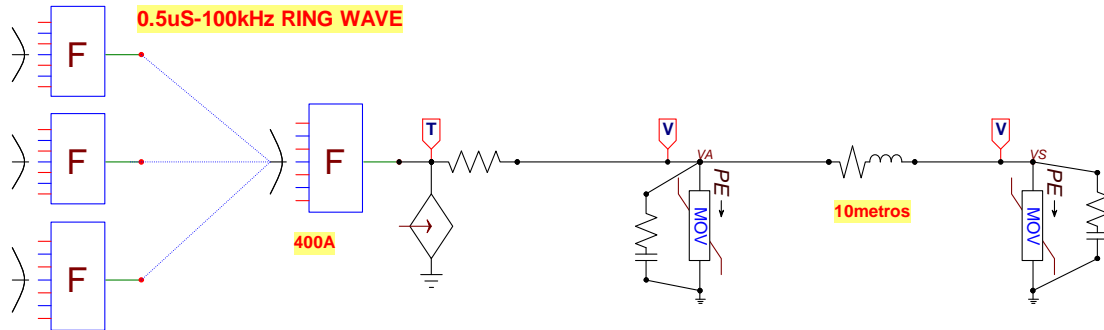 0.5uS-100kHz RING WAVE
F
F
F
F
400A
T
V
VA
PE
MOV
10metros
V
VS
PE
MOV